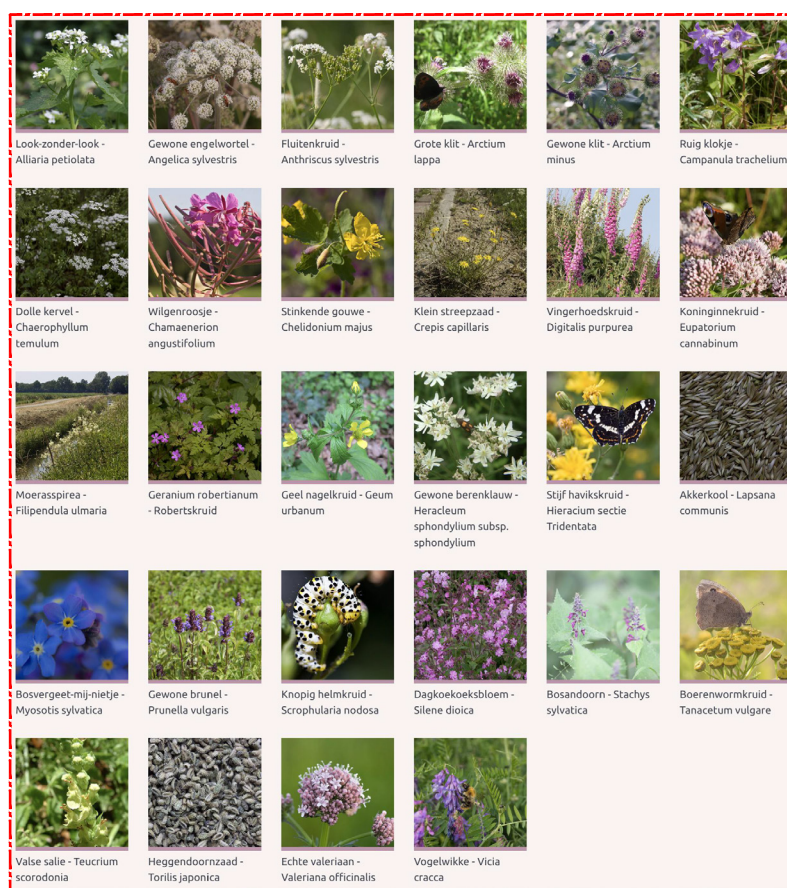 Look-zonder-look -
Alliaria petiolata
Gewone engelwortel -
Angelica sylvestris
Fluitenkruid -
Anthriscus sylvestris
Grote klit - Arctium
lappa
Gewone klit - Arctium
minus
Ruig klokje -
Campanula trachelium
Dolle kervel -
Chaerophyllum
temulum
Wilgenroosje -
Chamaenerion
angustifolium
Stinkende gouwe -
Chelidonium majus
Klein streepzaad -
Crepis capillaris
Vingerhoedskruid -
Digitalis purpurea
Koninginnekruid -
Eupatorium
cannabinum
Moerasspirea -
Filipendula ulmaria
Geranium robertianum
- Robertskruid
Geel nagelkruid - Geum
urbanum
Gewone berenklauw -
Heracleum
sphondylium subsp.
sphondylium
Stijf havikskruid -
Hieracium sectie
Tridentata
Akkerkool - Lapsana
communis
Bosvergeet-mij-nietje -
Myosotis sylvatica
Gewone brunel -
Prunella vulgaris
Knopig helmkruid -
Scrophularia nodosa
Dagkoekoeksbloem -
Silene dioica
Bosandoorn - Stachys
sylvatica
Boerenwormkruid -
Tanacetum vulgare
Valse salie - Teucrium
scorodonia
Heggendoornzaad -
Torilis japonica
Echte valeriaan -
Valeriana officinalis
Vogelwikke - Vicia
cracca